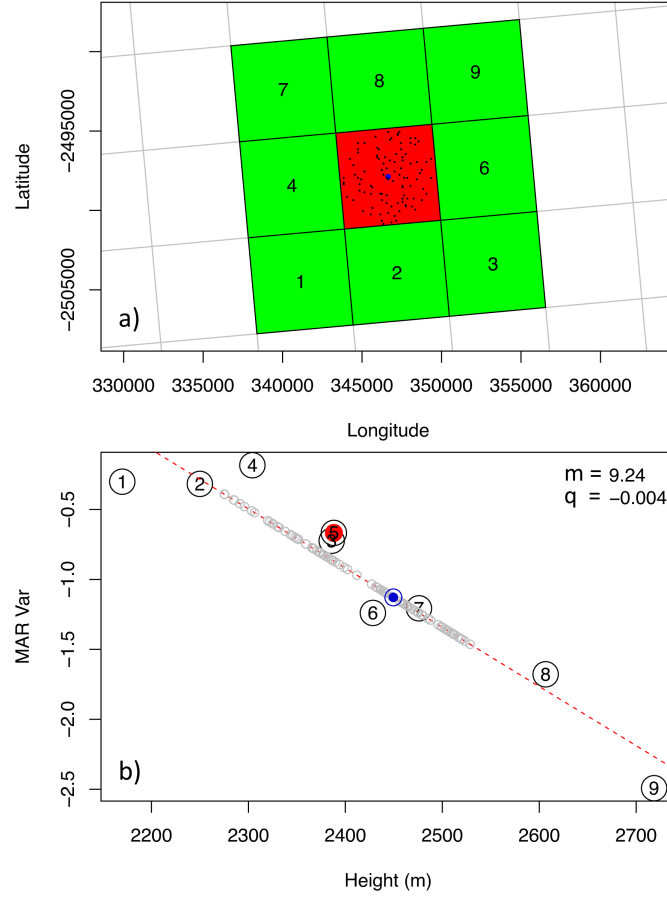 7 8 9
4 6
1 2 3
a)
Latitude
−2495000
−2505000
330000 335000 340000 345000 350000 355000 360000
Longitude
m = 9.24
q = −0.004
4
1 2
5
3
6 7
8
9
b)
MAR Var
−0.5
−1.0
−1.5
−2.0
−2.5
2200 2300 2400 2500 2600 2700
Height (m)